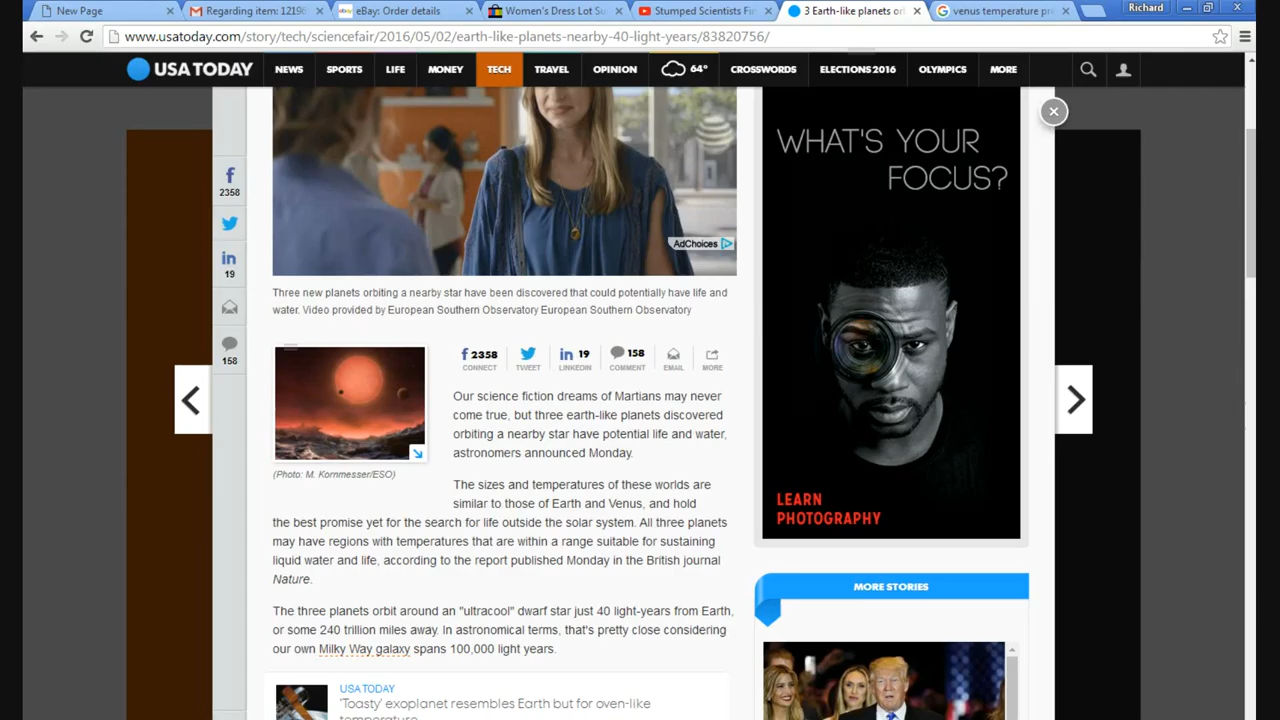 New Page
Regarding item: 12198
eBay: Order details
Women's Dress Lot Su
Stumped Scientists Fin
3 Earth-like planets or
venus temperature pr
Richard
www.usatoday.com/story/tech/sciencefair/2016/05/02/earth-like-planets-nearby-40-light-years/83820756/
USA TODAY
NEWS
SPORTS
LIFE
MONEY
TECH
TRAVEL
OPINION
64°
CROSSWORDS
ELECTIONS 2016
OLYMPICS
MORE
2358
19
158
AdChoices
Three new planets orbiting a nearby star have been discovered that could potentially have life and
water. Video provided by European Southern Observatory European Southern Observatory
(Photo: M. Kornmesser/ESO)
2358
CONNECT
TWEET
19
LINKEDIN
158
COMMENT
EMAIL
MORE
Our science fiction dreams of Martians may never
come true, but three earth-like planets discovered
orbiting a nearby star have potential life and water,
astronomers announced Monday.
The sizes and temperatures of these worlds are
similar to those of Earth and Venus, and hold
the best promise yet for the search for life outside the solar system. All three planets
may have regions with temperatures that are within a range suitable for sustaining
liquid water and life, according to the report published Monday in the British journal
Nature.
The three planets orbit around an "ultracool" dwarf star just 40 light-years from Earth,
or some 240 trillion miles away. In astronomical terms, that's pretty close considering
our own Milky Way galaxy spans 100,000 light years.
USA TODAY
'Toasty' exoplanet resembles Earth but for oven-like
temperature
WHAT'S YOUR
FOCUS?
LEARN
PHOTOGRAPHY
MORE STORIES